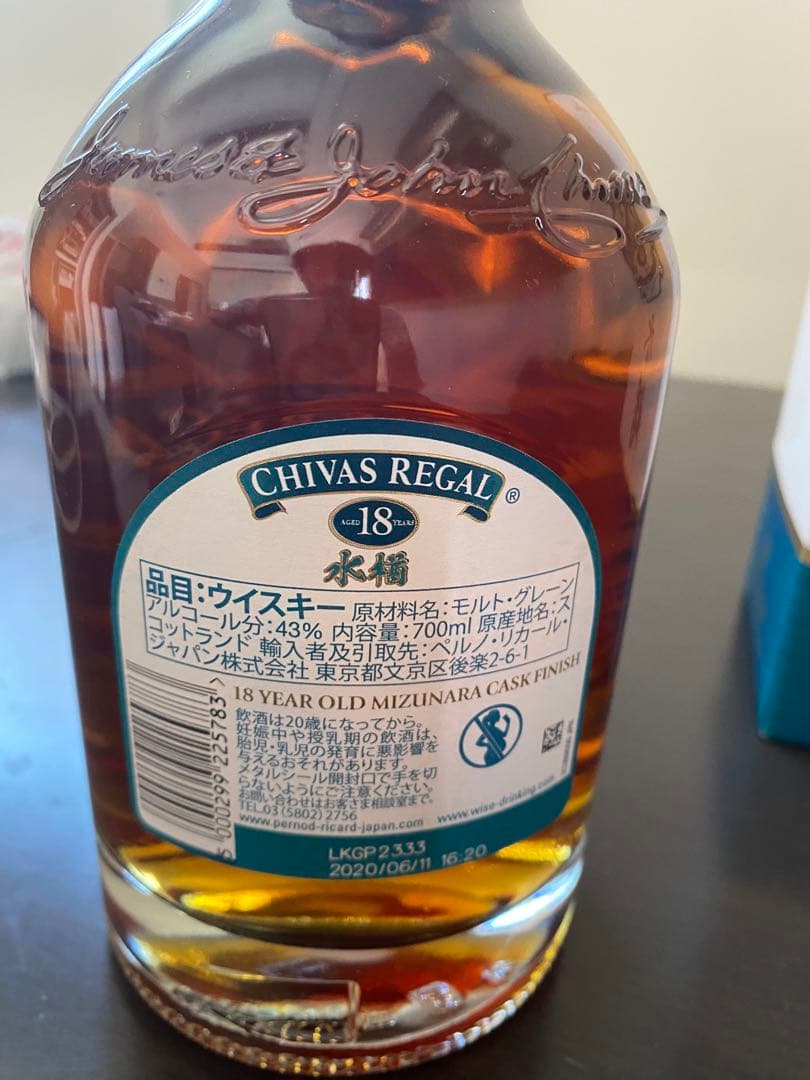 James & John Chivas
CHIVAS REGAL ®
AGED 18 YEARS
水楢
品目:ウイスキー 原材料名:モルト・グレーン
アルコール分:43% 内容量:700ml 原産地名:ス
コットランド 輸入者及引取先:ペルノ・リカール・
ジャパン株式会社 東京都文京区後楽2-6-1
18 YEAR OLD MIZUNARA CASK FINISH
飲酒は20歳になってから。
妊娠中や授乳期の飲酒は、
胎児・乳児の発育に悪影響を
与えるおそれがあります。
メタルシール開封口で手を切
らないようにご注意ください。
お問い合わせはお客さま相談室まで。
TEL.03(5802)2756
www.pernod-ricard-japan.com www.wise-drinking.com
5 000299 225783 >
LKGP2333
2020/06/11 16:20